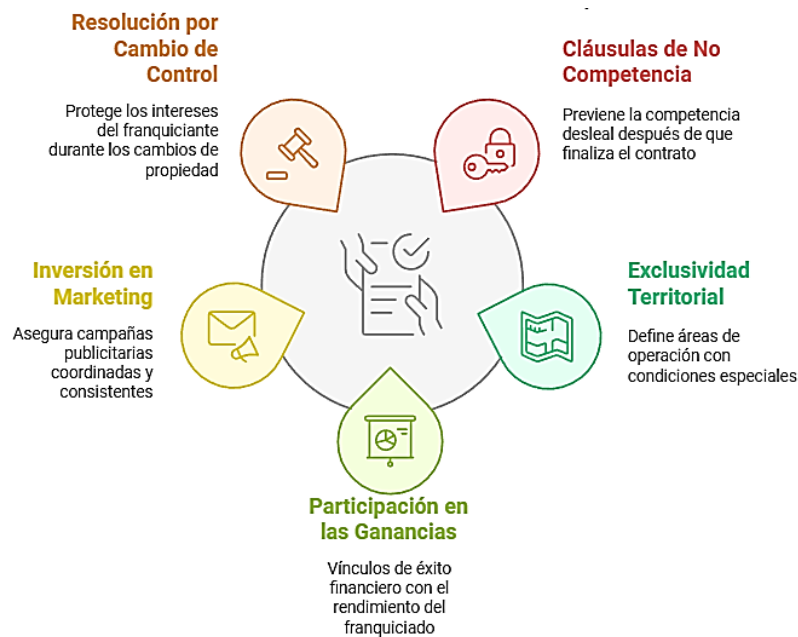 Resolución por
Cambio de
Control
Protege los intereses
del franquiciante
durante los cambios de
propiedad
Cláusulas de No
Competencia
Previene la competencia
desleal después de que
finaliza el contrato
Inversión en
Marketing
Asegura campañas
publicitarias
coordinadas y
consistentes
Exclusividad
Territorial
Define áreas de
operación con
condiciones especiales
Participación en
las Ganancias
Vínculos de éxito
financiero con el
rendimiento del
franquiciado